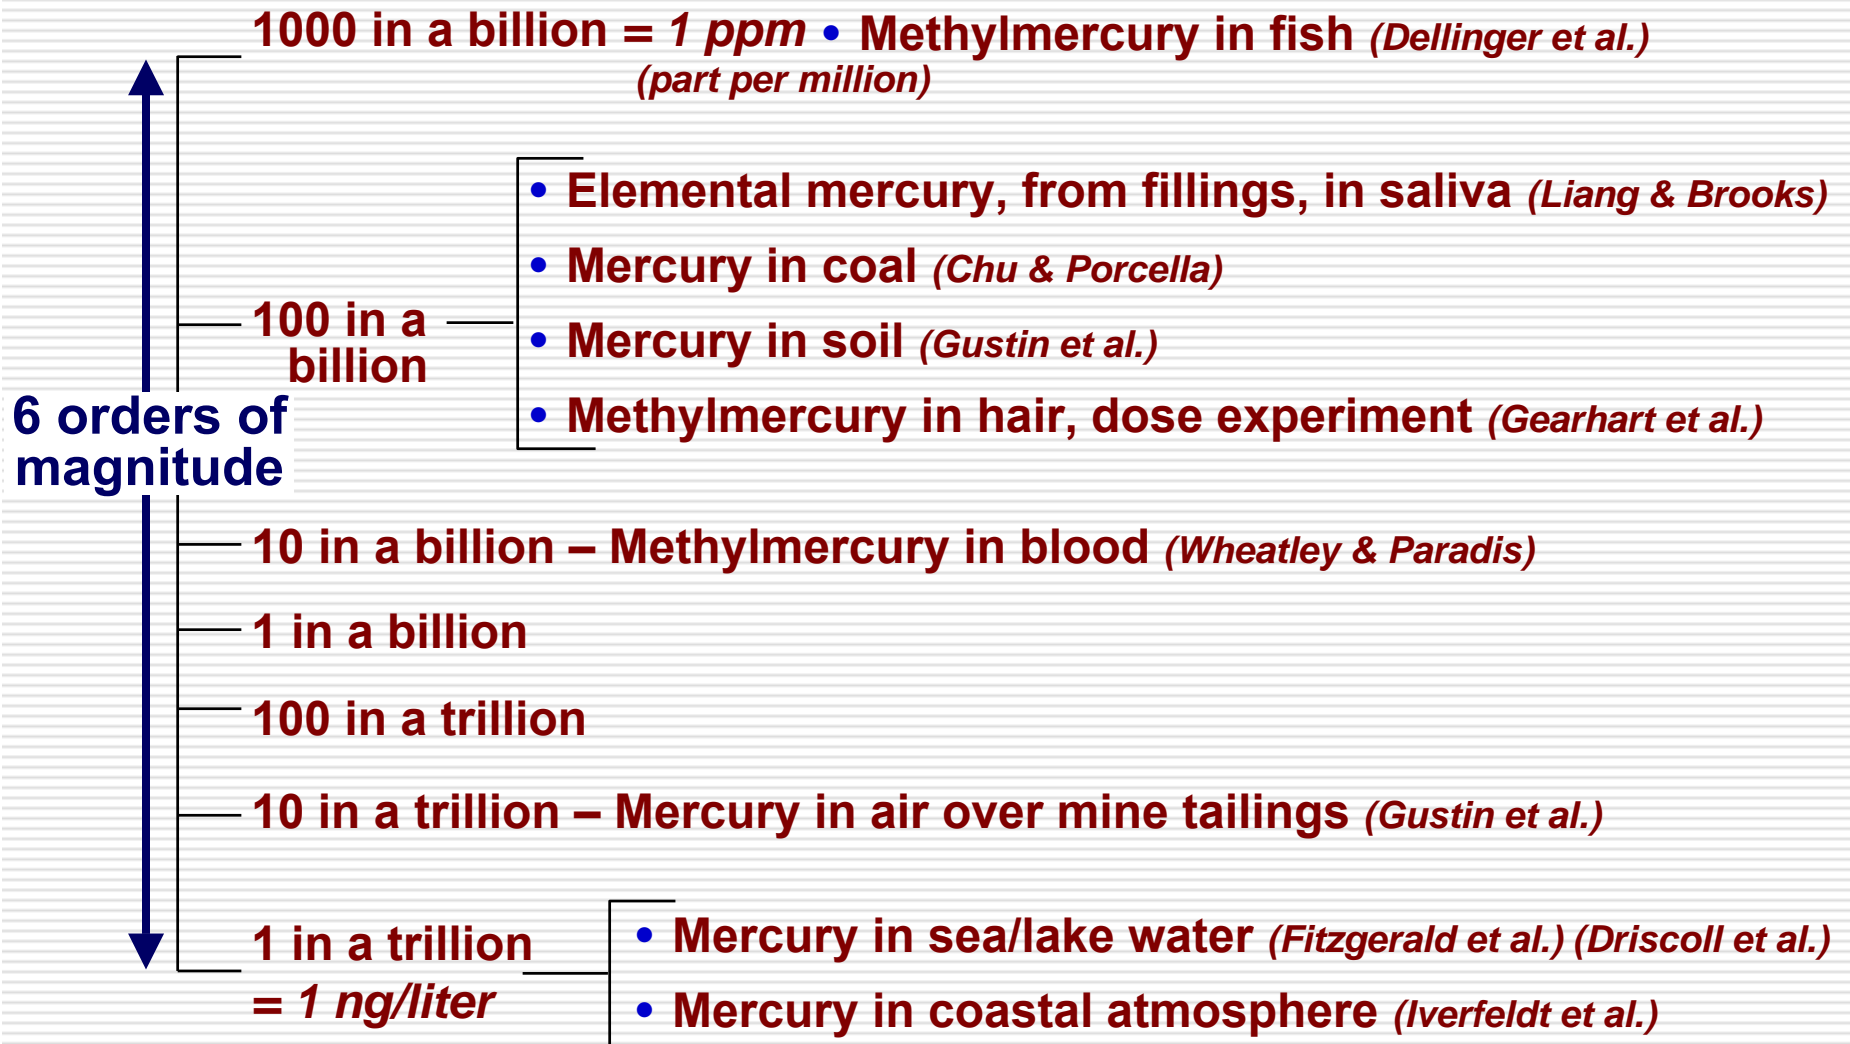 1000 in a billion = 1 ppm • Methylmercury in fish (Dellinger et al.)
(part per million)
• Elemental mercury, from fillings, in saliva (Liang & Brooks)
• Mercury in coal (Chu & Porcella)
100 in a
billion
• Mercury in soil (Gustin et al.)
• Methylmercury in hair, dose experiment (Gearhart et al.)
6 orders of
magnitude
10 in a billion – Methylmercury in blood (Wheatley & Paradis)
1 in a billion
100 in a trillion
10 in a trillion – Mercury in air over mine tailings (Gustin et al.)
1 in a trillion
= 1 ng/liter
• Mercury in sea/lake water (Fitzgerald et al.) (Driscoll et al.)
• Mercury in coastal atmosphere (Iverfeldt et al.)